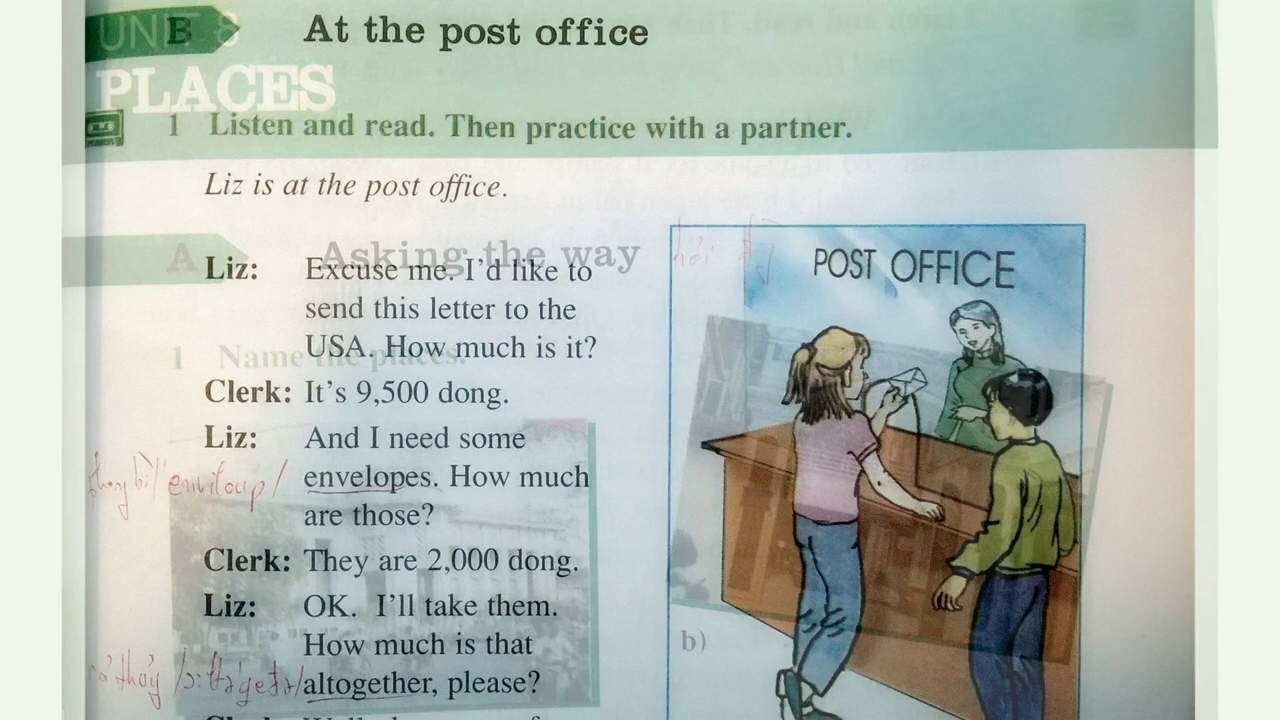 UNIT 8
B At the post office
PLACES
1 Listen and read. Then practice with a partner.
Liz is at the post office.
A Asking the way
Liz: Excuse me. I'd like to
send this letter to the
USA. How much is it?
1 Name the places.
Clerk: It's 9,500 dong.
Liz: And I need some
envelopes. How much
are those?
Clerk: They are 2,000 dong.
Liz: OK. I'll take them.
How much is that
altogether, please?
POST OFFICE
b)